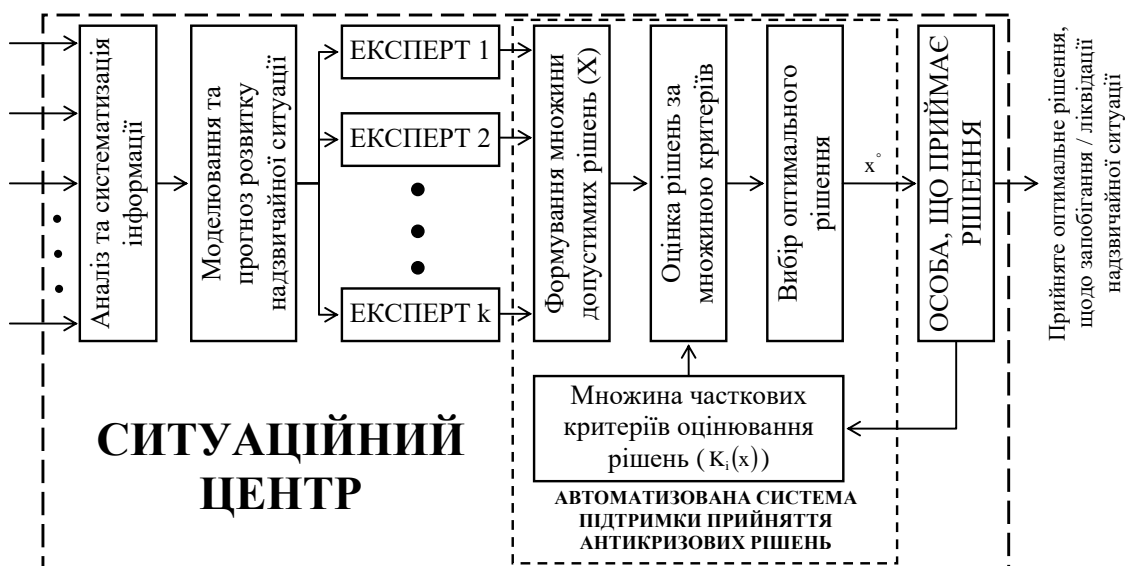 Аналіз та систематизація
інформації
Моделювання та
прогноз розвитку
надзвичайної ситуації
ЕКСПЕРТ 1
ЕКСПЕРТ 2
ЕКСПЕРТ k
Формування множини
допустимих рішень (X)
Оцінка рішень за
множиною критеріїв
Вибір оптимального
рішення
x°
ОСОБА, ЩО ПРИЙМАЄ
РІШЕННЯ
Прийняте оптимальне рішення,
щодо запобігання / ліквідації
надзвичайної ситуації
Множина часткових
критеріїв оцінювання
рішень ( Kᵢ(x) )
СИТУАЦІЙНИЙ
ЦЕНТР
АВТОМАТИЗОВАНА СИСТЕМА
ПІДТРИМКИ ПРИЙНЯТТЯ
АНТИКРИЗОВИХ РІШЕНЬ